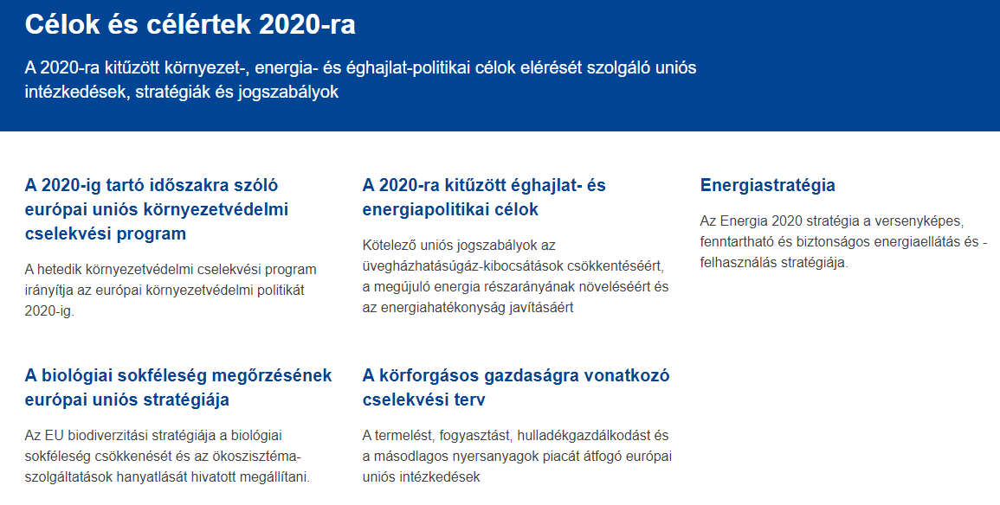 Célok és célértek 2020-ra
A 2020-ra kitűzött környezet-, energia- és éghajlat-politikai célok elérését szolgáló uniós
intézkedések, stratégiák és jogszabályok
A 2020-ig tartó időszakra szóló
európai uniós környezetvédelmi
cselekvési program
A hetedik környezetvédelmi cselekvési program
irányítja az európai környezetvédelmi politikát
2020-ig.
A 2020-ra kitűzött éghajlat- és
energiapolitikai célok
Kötelező uniós jogszabályok az
üvegházhatásúgáz-kibocsátások csökkentéséért,
a megújuló energia részarányának növeléséért és
az energiahatékonyság javításáért
Energiastratégia
Az Energia 2020 stratégia a versenyképes,
fenntartható és biztonságos energiaellátás és -
felhasználás stratégiája.
A biológiai sokféleség megőrzésének
európai uniós stratégiája
Az EU biodiverzitási stratégiája a biológiai
sokféleség csökkenését és az ökoszisztéma-
szolgáltatások hanyatlását hivatott megállítani.
A körforgásos gazdaságra vonatkozó
cselekvési terv
A termelést, fogyasztást, hulladékgazdálkodást és
a másodlagos nyersanyagok piacát átfogó európai
uniós intézkedések